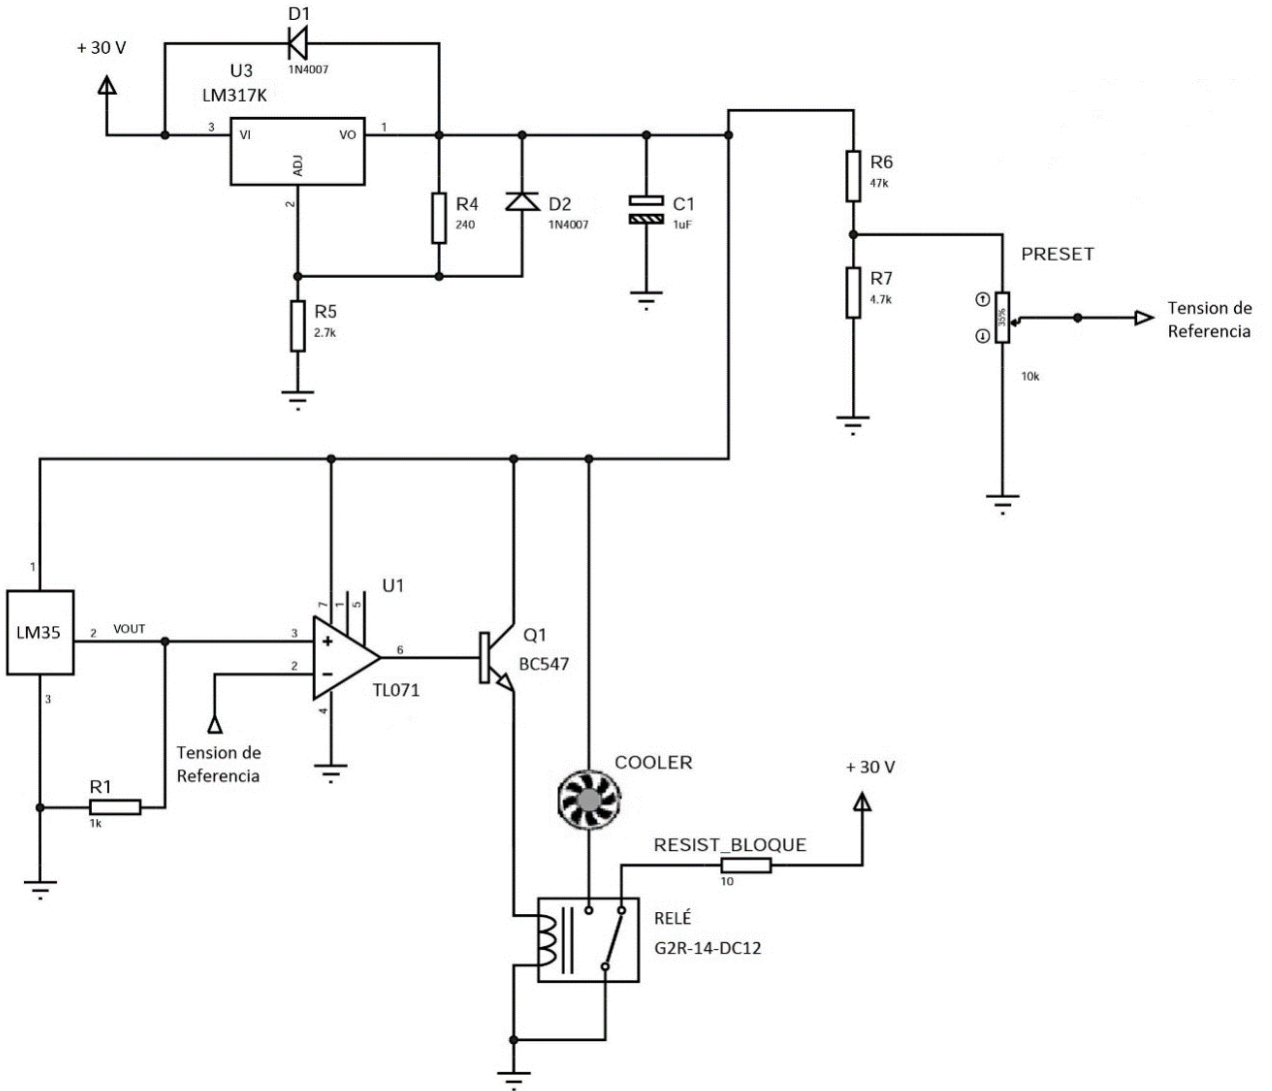 D1
+ 30 V
1N4007
U3
LM317K
3
VI
VO
1
ADJ
2
R4
240
D2
1N4007
C1
1uF
R6
47k
R7
4.7k
PRESET
35%
Tension de
Referencia
10k
R5
2.7k
1
LM35
2
VOUT
3
7
1
5
U1
3
+
2
−
6
4
TL071
Q1
BC547
Tension de
Referencia
R1
1k
COOLER
+ 30 V
RESIST_BLOQUE
10
RELÉ
G2R-14-DC12